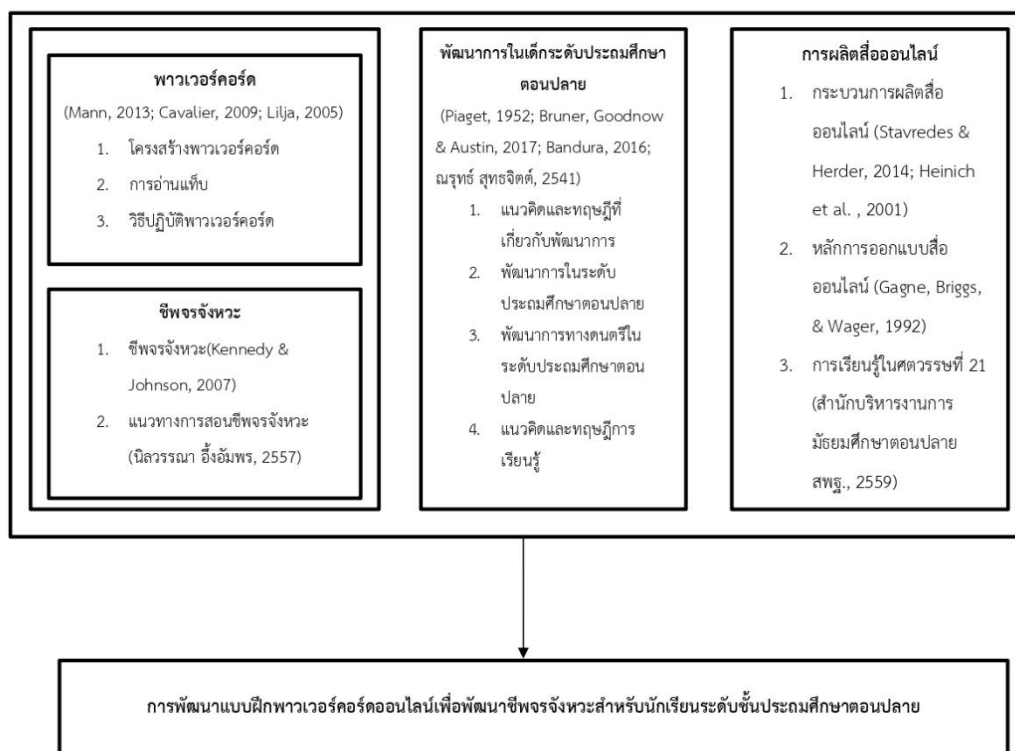 พาวเวอร์คอร์ด
(Mann, 2013; Cavalier, 2009; Lilja, 2005)
1. โครงสร้างพาวเวอร์คอร์ด
2. การอ่านแท็บ
3. วิธีปฏิบัติพาวเวอร์คอร์ด
ชีพจรจังหวะ
1. ชีพจรจังหวะ(Kennedy &
Johnson, 2007)
2. แนวทางการสอนชีพจรจังหวะ
(นิลวรรณา อึ้งอัมพร, 2557)
พัฒนาการในเด็กระดับประถมศึกษา
ตอนปลาย
(Piaget, 1952; Bruner, Goodnow
& Austin, 2017; Bandura, 2016;
ณรุทธ์ สุทธจิตต์, 2541)
1. แนวคิดและทฤษฎีที่
เกี่ยวกับพัฒนาการ
2. พัฒนาการในระดับ
ประถมศึกษาตอนปลาย
3. พัฒนาการทางดนตรีใน
ระดับประถมศึกษาตอน
ปลาย
4. แนวคิดและทฤษฎีการ
เรียนรู้
การผลิตสื่อออนไลน์
1. กระบวนการผลิตสื่อ
ออนไลน์ (Stavredes &
Herder, 2014; Heinich
et al. , 2001)
2. หลักการออกแบบสื่อ
ออนไลน์ (Gagne, Briggs,
& Wager, 1992)
3. การเรียนรู้ในศตวรรษที่ 21
(สำนักบริหารงานการ
มัธยมศึกษาตอนปลาย
สพฐ., 2559)
การพัฒนาแบบฝึกพาวเวอร์คอร์ดออนไลน์เพื่อพัฒนาชีพจรจังหวะสำหรับนักเรียนระดับชั้นประถมศึกษาตอนปลาย